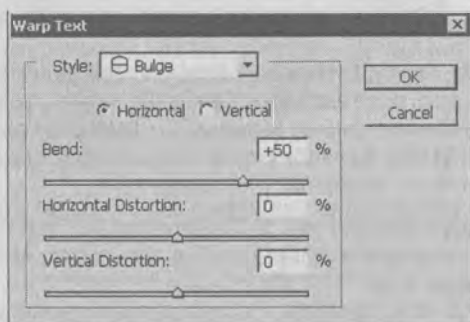 Warp Text
Style: Bulge
OK
Horizontal Vertical
Cancel
Bend: +50 %
Horizontal Distortion: 0 %
Vertical Distortion: 0 %